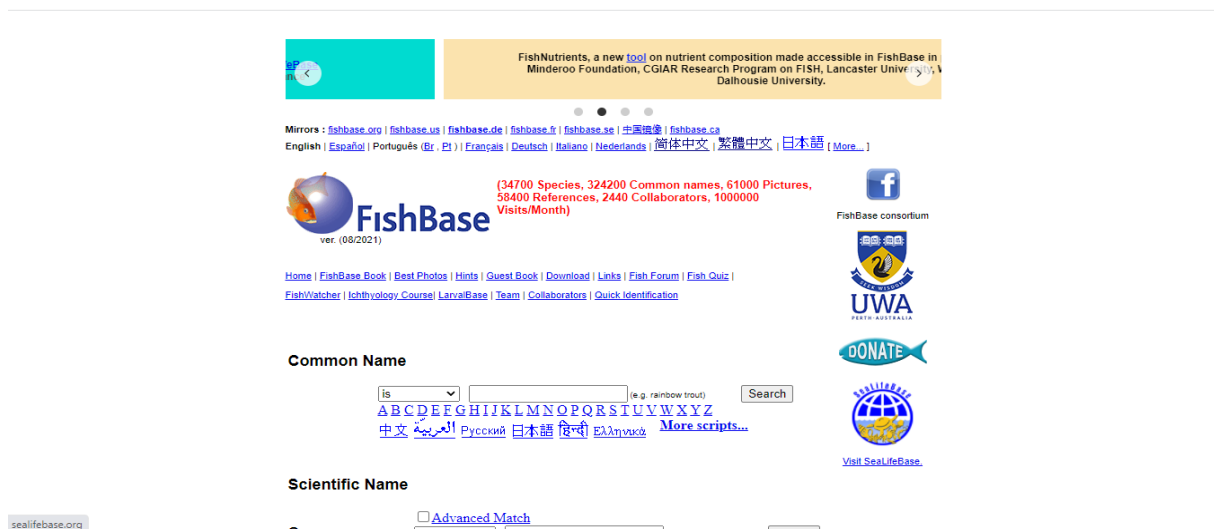 FishNutrients, a new tool on nutrient composition made accessible in FishBase in
Minderoo Foundation, CGIAR Research Program on FISH, Lancaster University, W
Dalhousie University.
Mirrors : fishbase.org | fishbase.us | fishbase.de | fishbase.fr | fishbase.se | 中国镜像 | fishbase.ca
English | Español | Português (Br , Pt ) | Français | Deutsch | Italiano | Nederlands | 简体中文 | 繁體中文 | 日本語 [ More... ]
FishBase
ver. (08/2021)
(34700 Species, 324200 Common names, 61000 Pictures,
58400 References, 2440 Collaborators, 1000000
Visits/Month)
FishBase consortium
SEEK WISDOM
UWA
PERTH·AUSTRALIA
Home | FishBase Book | Best Photos | Hints | Guest Book | Download | Links | Fish Forum | Fish Quiz |
FishWatcher | Ichthyology Course| LarvalBase | Team | Collaborators | Quick Identification
DONATE
Common Name
is (e.g. rainbow trout) Search
A B C D E F G H I J K L M N O P Q R S T U V W X Y Z
中文 العربيّة Русский 日本語 हिन्दी Ελληνικά More scripts...
SeaLifeBase
Visit SeaLifeBase.
Scientific Name
Advanced Match
sealifebase.org